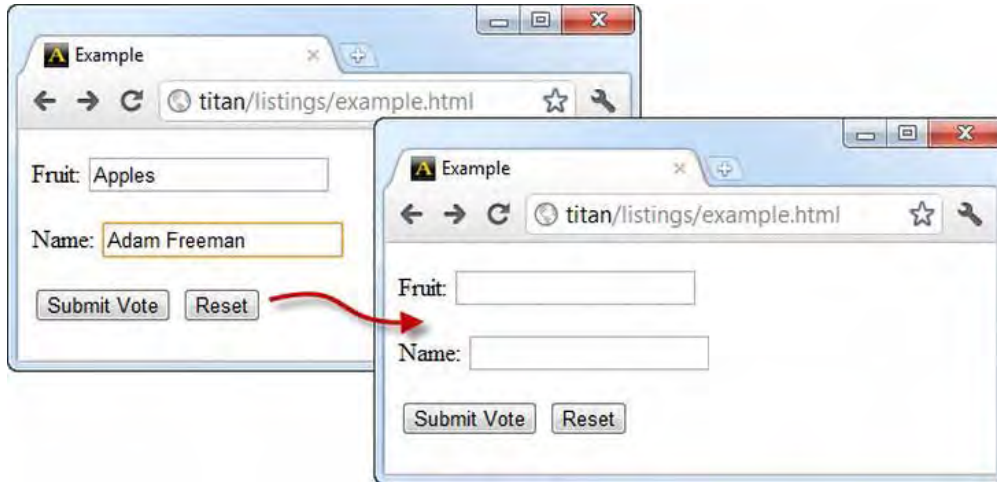 Example
titan/listings/example.html
Fruit: Apples
Name: Adam Freeman
Submit Vote Reset
Example
titan/listings/example.html
Fruit:
Name:
Submit Vote Reset